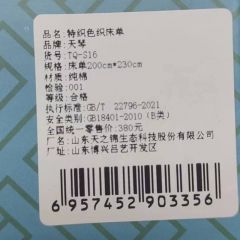 品名：特织色织床单
品牌：天琴
货号：TQ-S16
规格：床单200cm*230cm
材质：纯棉
检验：001
等级：合格
执行标准：GB/T 22796-2021
安全类别：GB18401-2010（B类）
全国统一零售价：380元
厂名：山东天之锦生态科技股份有限公司
厂址：山东博兴吕艺开发区
6957452903356